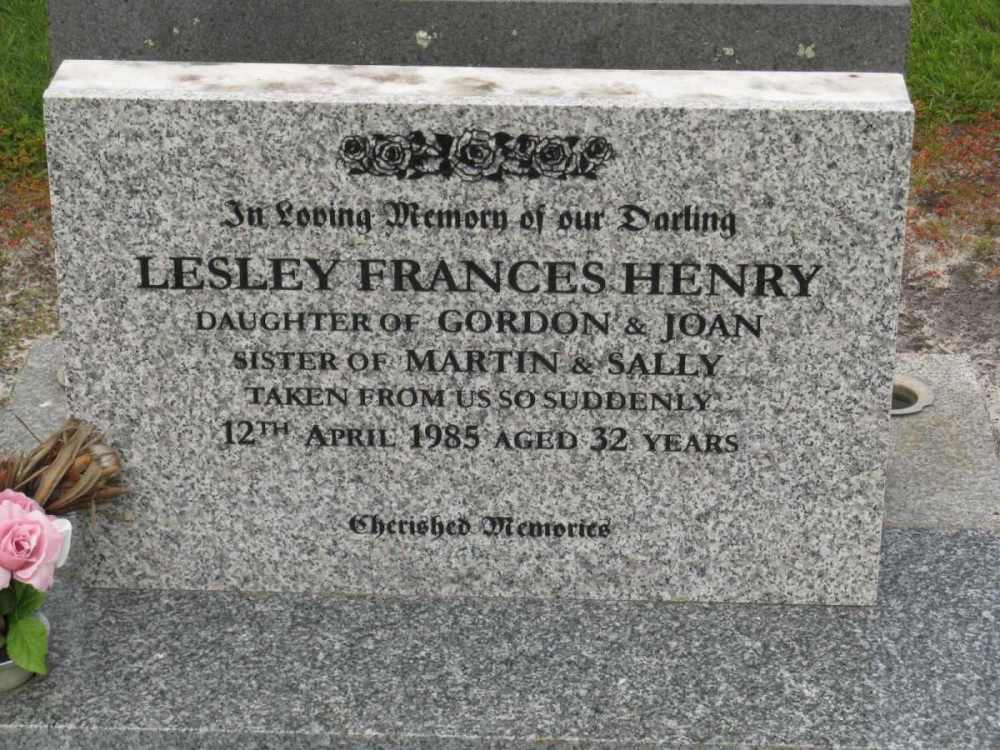 In Loving Memory of our Darling
LESLEY FRANCES HENRY
DAUGHTER OF GORDON & JOAN
SISTER OF MARTIN & SALLY
TAKEN FROM US SO SUDDENLY
12TH APRIL 1985 AGED 32 YEARS
Cherished Memories